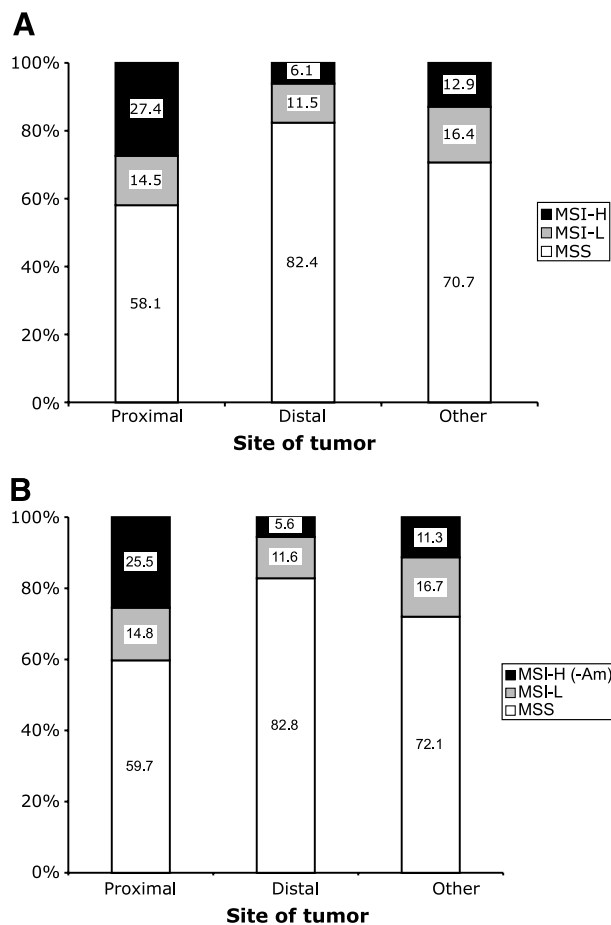 A
100%
80%
60%
40%
20%
0%
27.4
14.5
58.1
6.1
11.5
82.4
12.9
16.4
70.7
MSI-H
MSI-L
MSS
Proximal Distal Other
Site of tumor
B
100%
80%
60%
40%
20%
0%
25.5
14.8
59.7
5.6
11.6
82.8
11.3
16.7
72.1
MSI-H (-Am)
MSI-L
MSS
Proximal Distal Other
Site of tumor